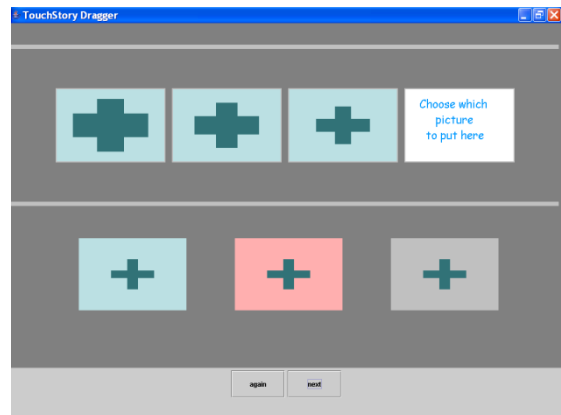 TouchStory Dragger
Choose which
picture
to put here
again
next